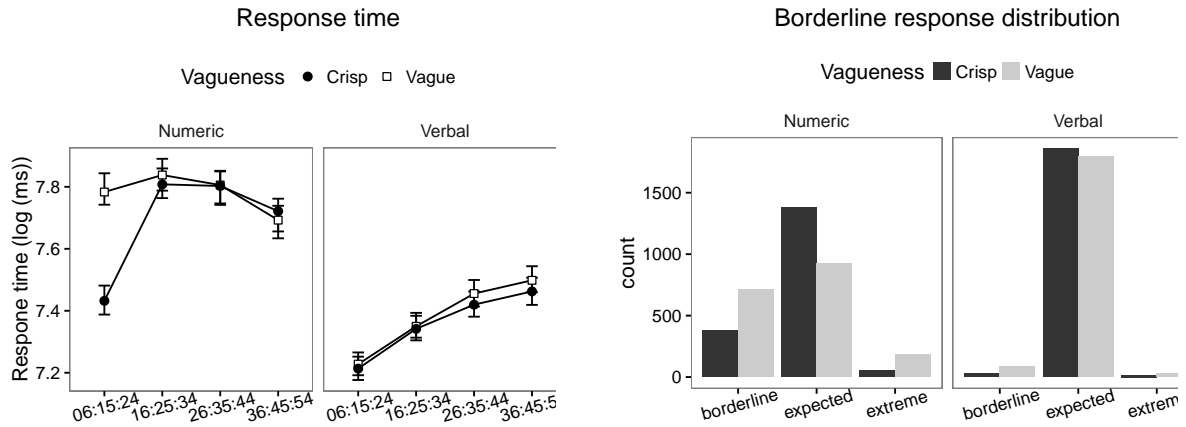 Response time
Vagueness Crisp Vague
Numeric Verbal
Respone time (log (ms))
7.8
7.6
7.4
7.2
06:15:24 16:25:34 26:35:44 36:45:54 06:15:24 16:25:34 26:35:44 36:45:5
Borderline response distribution
Vagueness Crisp Vague
Numeric Verbal
count
1500
1000
500
0
borderline expected extreme borderline expected extrem